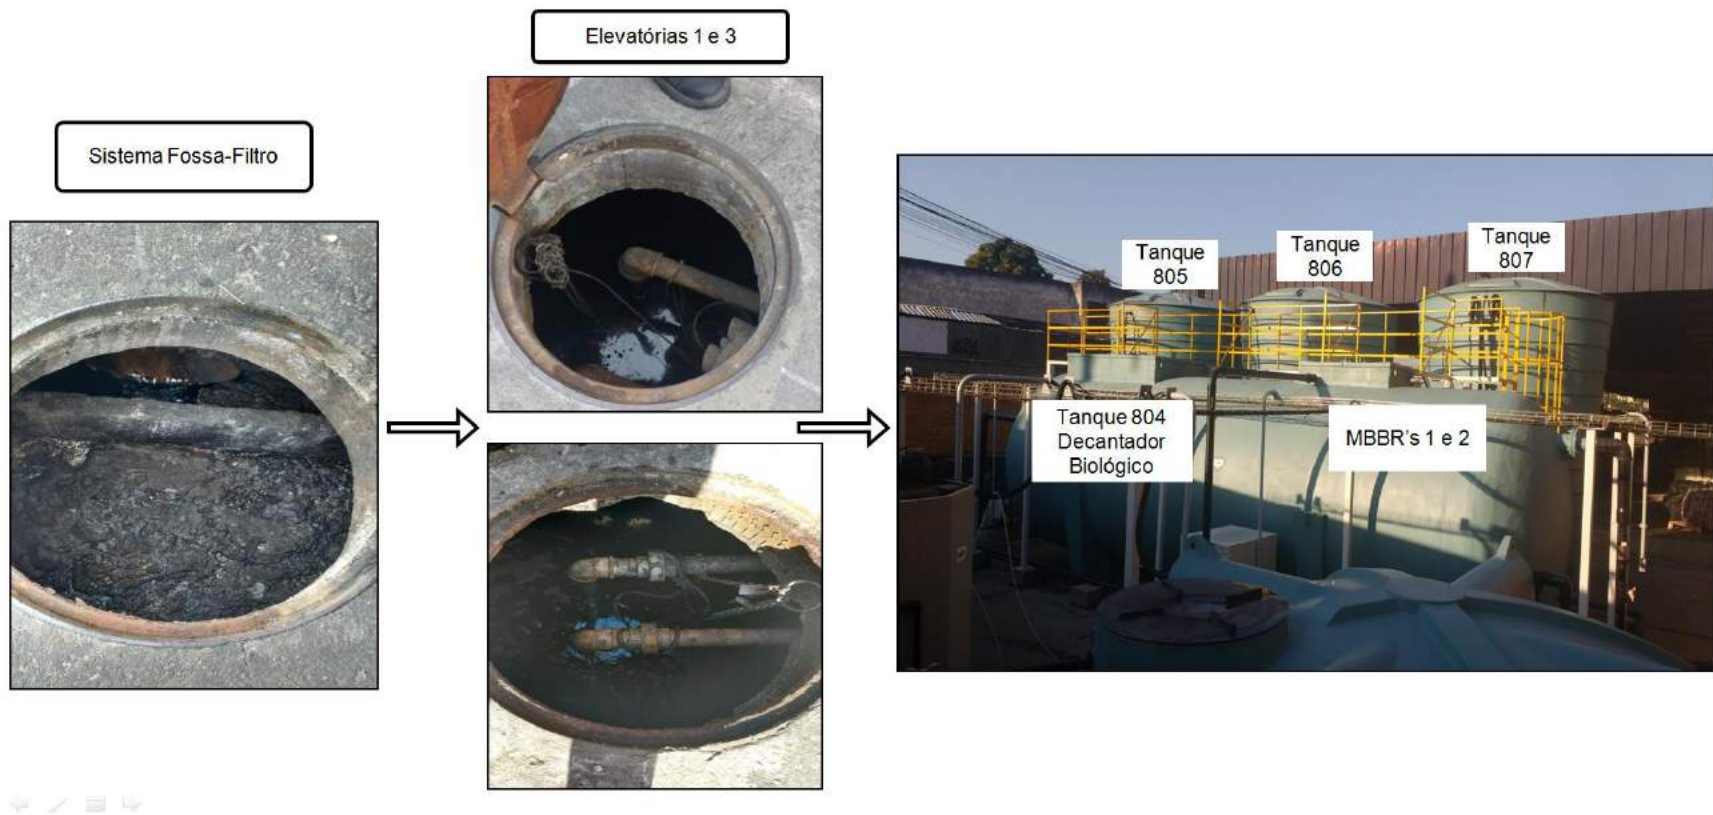 Elevatórias 1 e 3
Sistema Fossa-Filtro
Tanque
805
Tanque
806
Tanque
807
Tanque 804
Decantador
Biológico
MBBR's 1 e 2